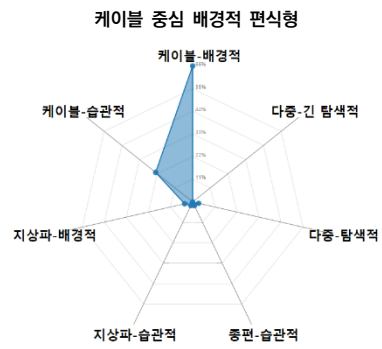 케이블 중심 배경적 편식형
케이블-배경적
케이블-습관적
다중-긴 탐색적
지상파-배경적
다중-탐색적
지상파-습관적
종편-습관적